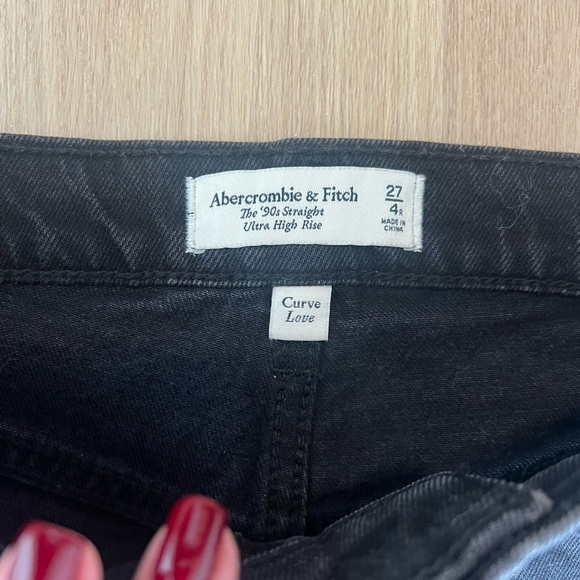 Abercrombie & Fitch
The '90s Straight
Ultra High Rise
27
4R
MADE IN
CHINA
Curve
Love